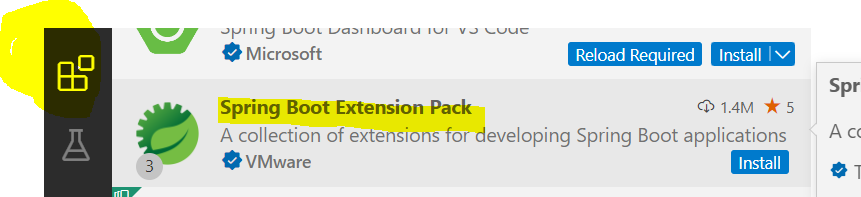 Spring Boot Dashboard for VS Code
Microsoft
Reload Required
Install
Spring Boot Extension Pack
1.4M
5
A collection of extensions for developing Spring Boot applications
3
VMware
Install
Spr
A co
T